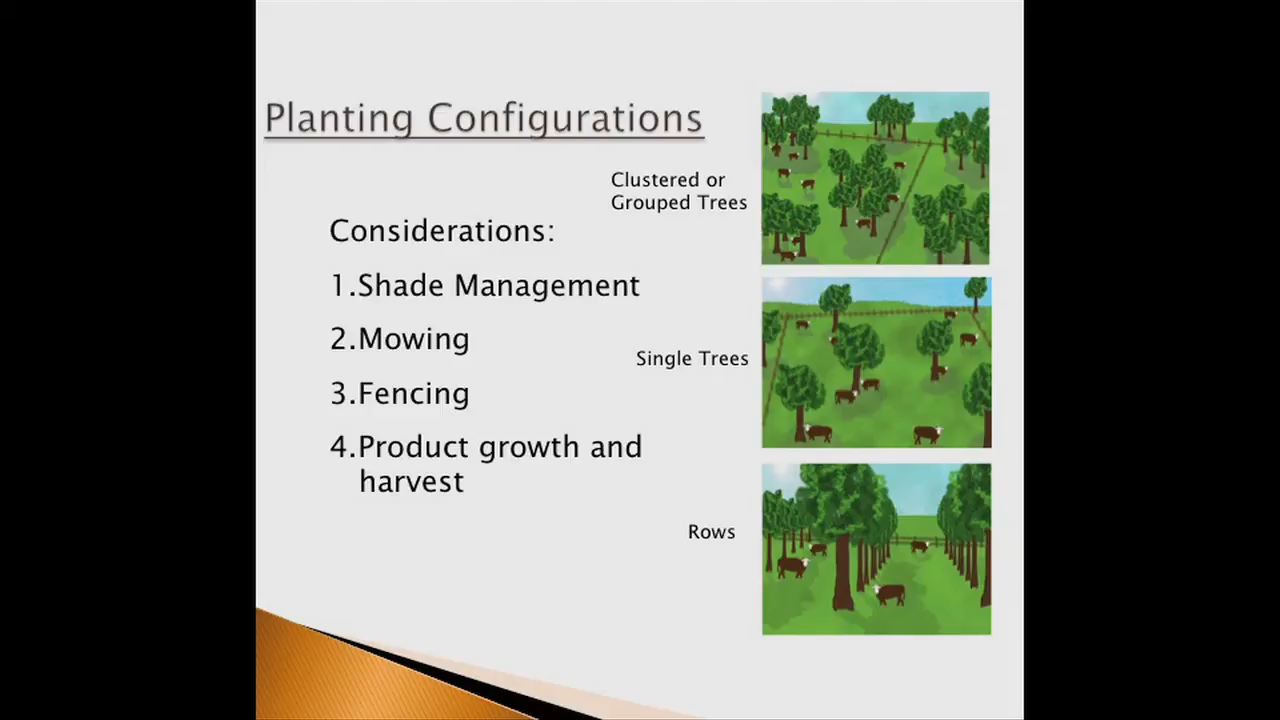 Planting Configurations
Clustered or
Grouped Trees
Considerations:
1.Shade Management
2.Mowing
Single Trees
3.Fencing
4.Product growth and
harvest
Rows